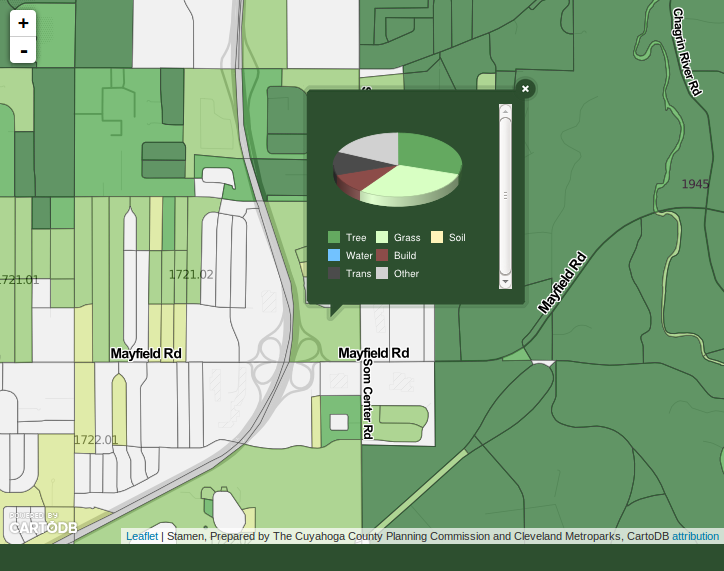 +
-
Chagrin River Rd
S
×
1945
Tree
Grass
Soil
Water
Build
Trans
Other
1721.01
1721.02
Mayfield Rd
Mayfield Rd
Mayfield Rd
Som Center Rd
1722.01
POWERED BY
CARTODB
Leaflet | Stamen, Prepared by The Cuyahoga County Planning Commission and Cleveland Metroparks, CartoDB attribution